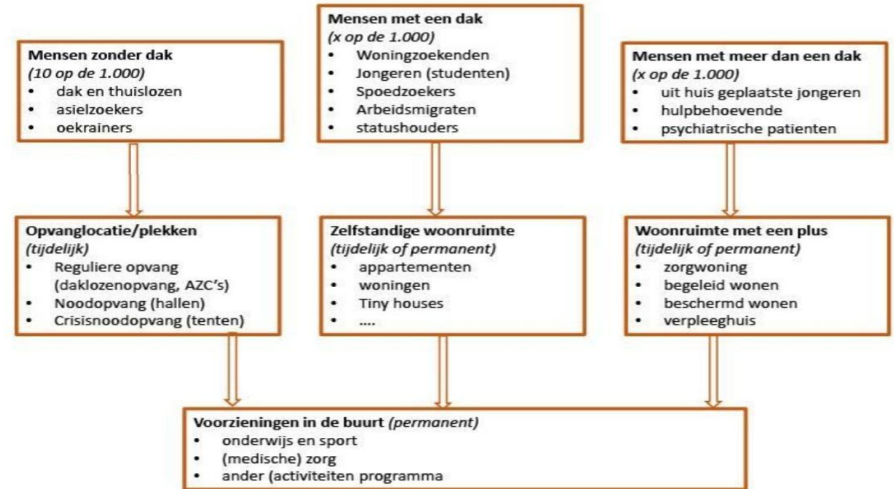 Mensen zonder dak
(10 op de 1.000)
• dak en thuislozen
• asielzoekers
• oekrainers
Mensen met een dak
(x op de 1.000)
• Woningzoekenden
• Jongeren (studenten)
• Spoedzoekers
• Arbeidsmigraten
• statushouders
Mensen met meer dan een dak
(x op de 1.000)
• uit huis geplaatste jongeren
• hulpbehoevende
• psychiatrische patienten
Opvanglocatie/plekken
(tijdelijk)
• Reguliere opvang
(daklozenopvang, AZC's)
• Noodopvang (hallen)
• Crisisnoodopvang (tenten)
Zelfstandige woonruimte
(tijdelijk of permanent)
• appartementen
• woningen
• Tiny houses
• ....
Woonruimte met een plus
(tijdelijk of permanent)
• zorgwoning
• begeleid wonen
• beschermd wonen
• verpleeghuis
Voorzieningen in de buurt (permanent)
• onderwijs en sport
• (medische) zorg
• ander (activiteiten programma